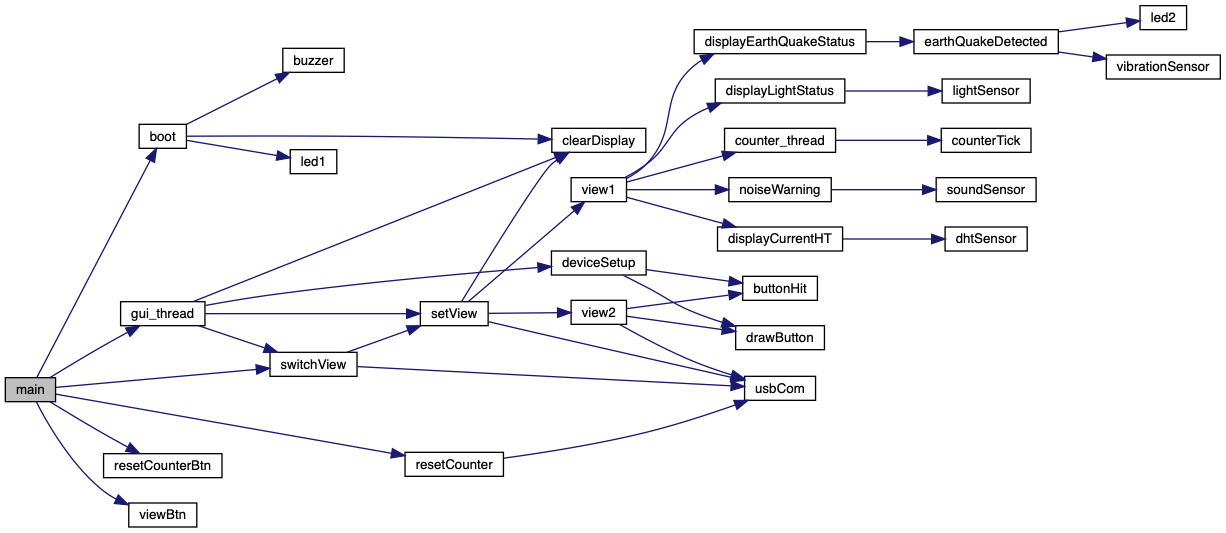 led2
displayEarthQuakeStatus
earthQuakeDetected
buzzer
vibrationSensor
displayLightStatus
lightSensor
boot
clearDisplay
counter_thread
counterTick
led1
view1
noiseWarning
soundSensor
displayCurrentHT
dhtSensor
deviceSetup
buttonHit
gui_thread
setView
view2
drawButton
switchView
main
usbCom
resetCounterBtn
resetCounter
viewBtn